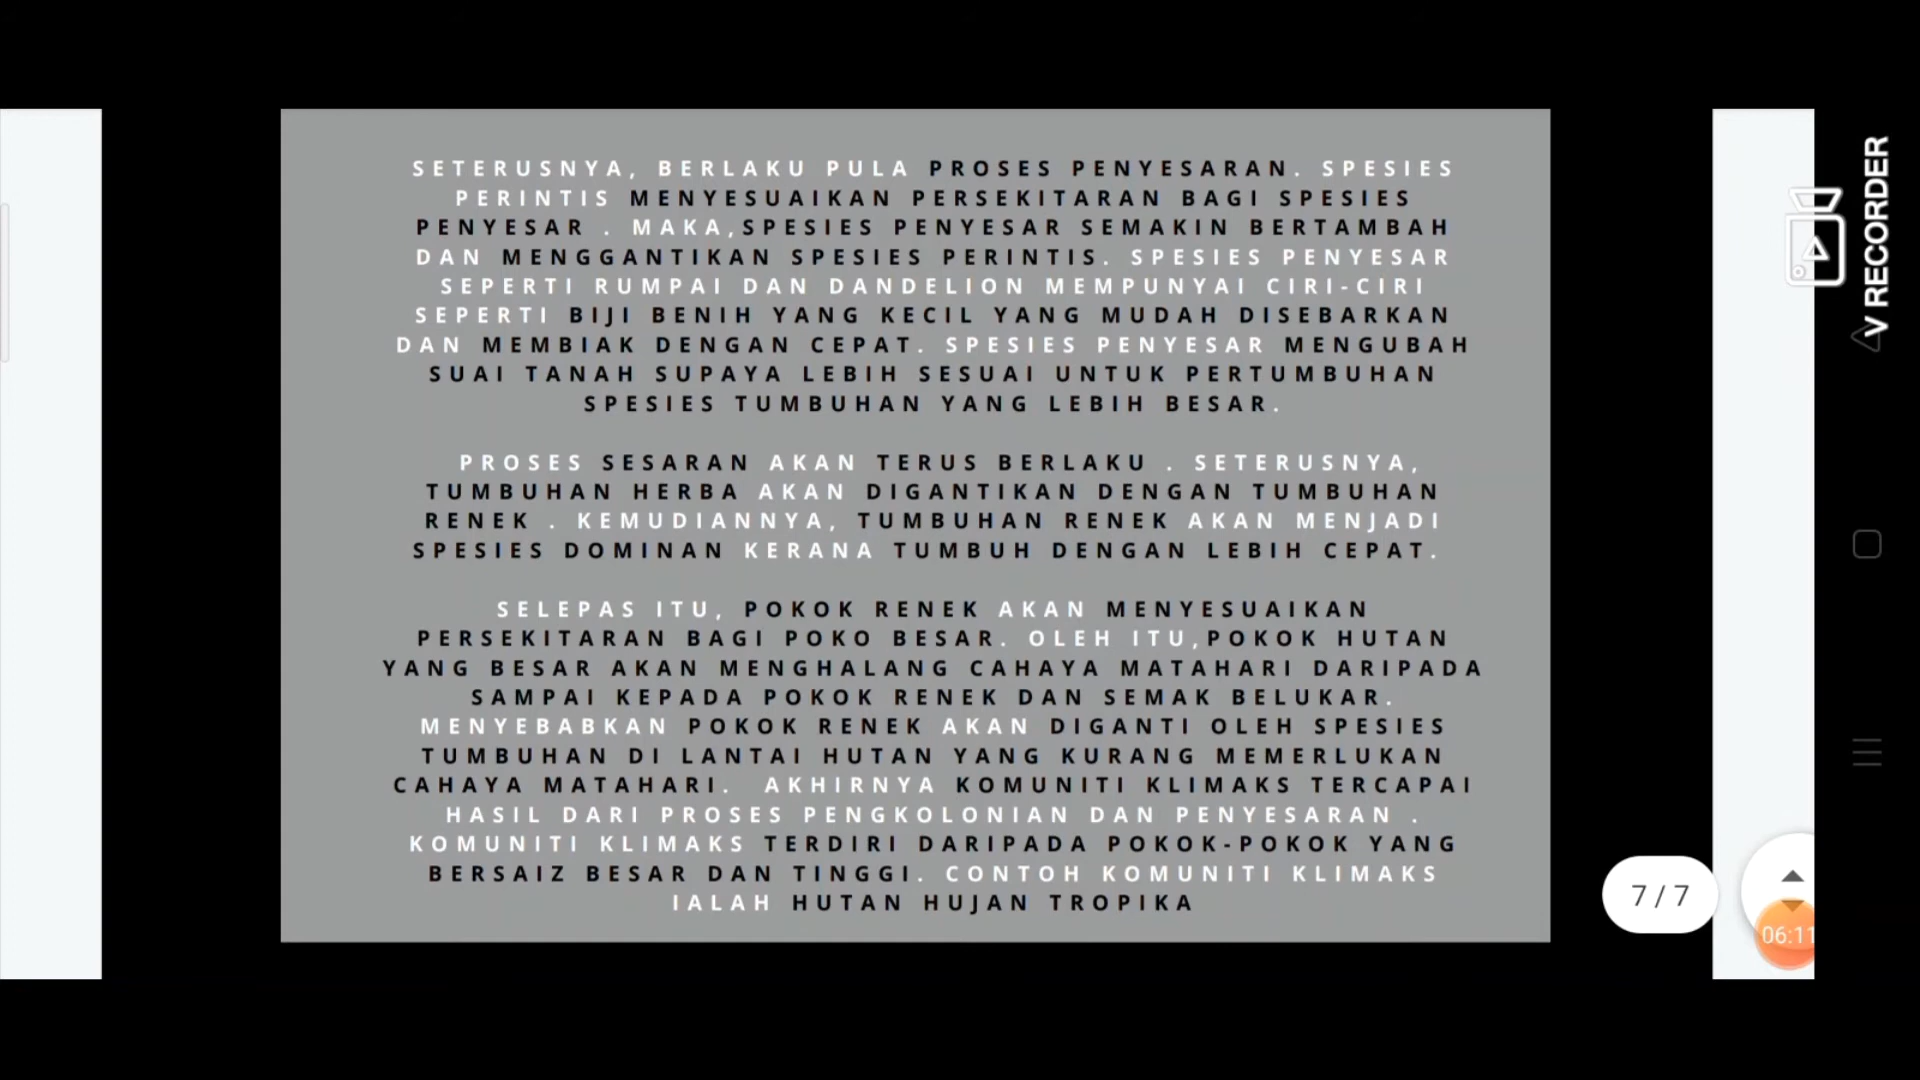 SETERUSNYA, BERLAKU PULA PROSES PENYESARAN. SPESIES
PERINTIS MENYESUAIKAN PERSEKITARAN BAGI SPESIES
PENYESAR . MAKA,SPESIES PENYESAR SEMAKIN BERTAMBAH
DAN MENGGANTIKAN SPESIES PERINTIS. SPESIES PENYESAR
SEPERTI RUMPAI DAN DANDELION MEMPUNYAI CIRI-CIRI
SEPERTI BIJI BENIH YANG KECIL YANG MUDAH DISEBARKAN
DAN MEMBIAK DENGAN CEPAT. SPESIES PENYESAR MENGUBAH
SUAI TANAH SUPAYA LEBIH SESUAI UNTUK PERTUMBUHAN
SPESIES TUMBUHAN YANG LEBIH BESAR.
PROSES SESARAN AKAN TERUS BERLAKU . SETERUSNYA,
TUMBUHAN HERBA AKAN DIGANTIKAN DENGAN TUMBUHAN
RENEK . KEMUDIANNYA, TUMBUHAN RENEK AKAN MENJADI
SPESIES DOMINAN KERANA TUMBUH DENGAN LEBIH CEPAT.
SELEPAS ITU, POKOK RENEK AKAN MENYESUAIKAN
PERSEKITARAN BAGI POKO BESAR. OLEH ITU,POKOK HUTAN
YANG BESAR AKAN MENGHALANG CAHAYA MATAHARI DARIPADA
SAMPAI KEPADA POKOK RENEK DAN SEMAK BELUKAR.
MENYEBABKAN POKOK RENEK AKAN DIGANTI OLEH SPESIES
TUMBUHAN DI LANTAI HUTAN YANG KURANG MEMERLUKAN
CAHAYA MATAHARI. AKHIRNYA KOMUNITI KLIMAKS TERCAPAI
HASIL DARI PROSES PENGKOLONIAN DAN PENYESARAN .
KOMUNITI KLIMAKS TERDIRI DARIPADA POKOK-POKOK YANG
BERSAIZ BESAR DAN TINGGI. CONTOH KOMUNITI KLIMAKS
IALAH HUTAN HUJAN TROPIKA
7 / 7
06:11
V RECORDER